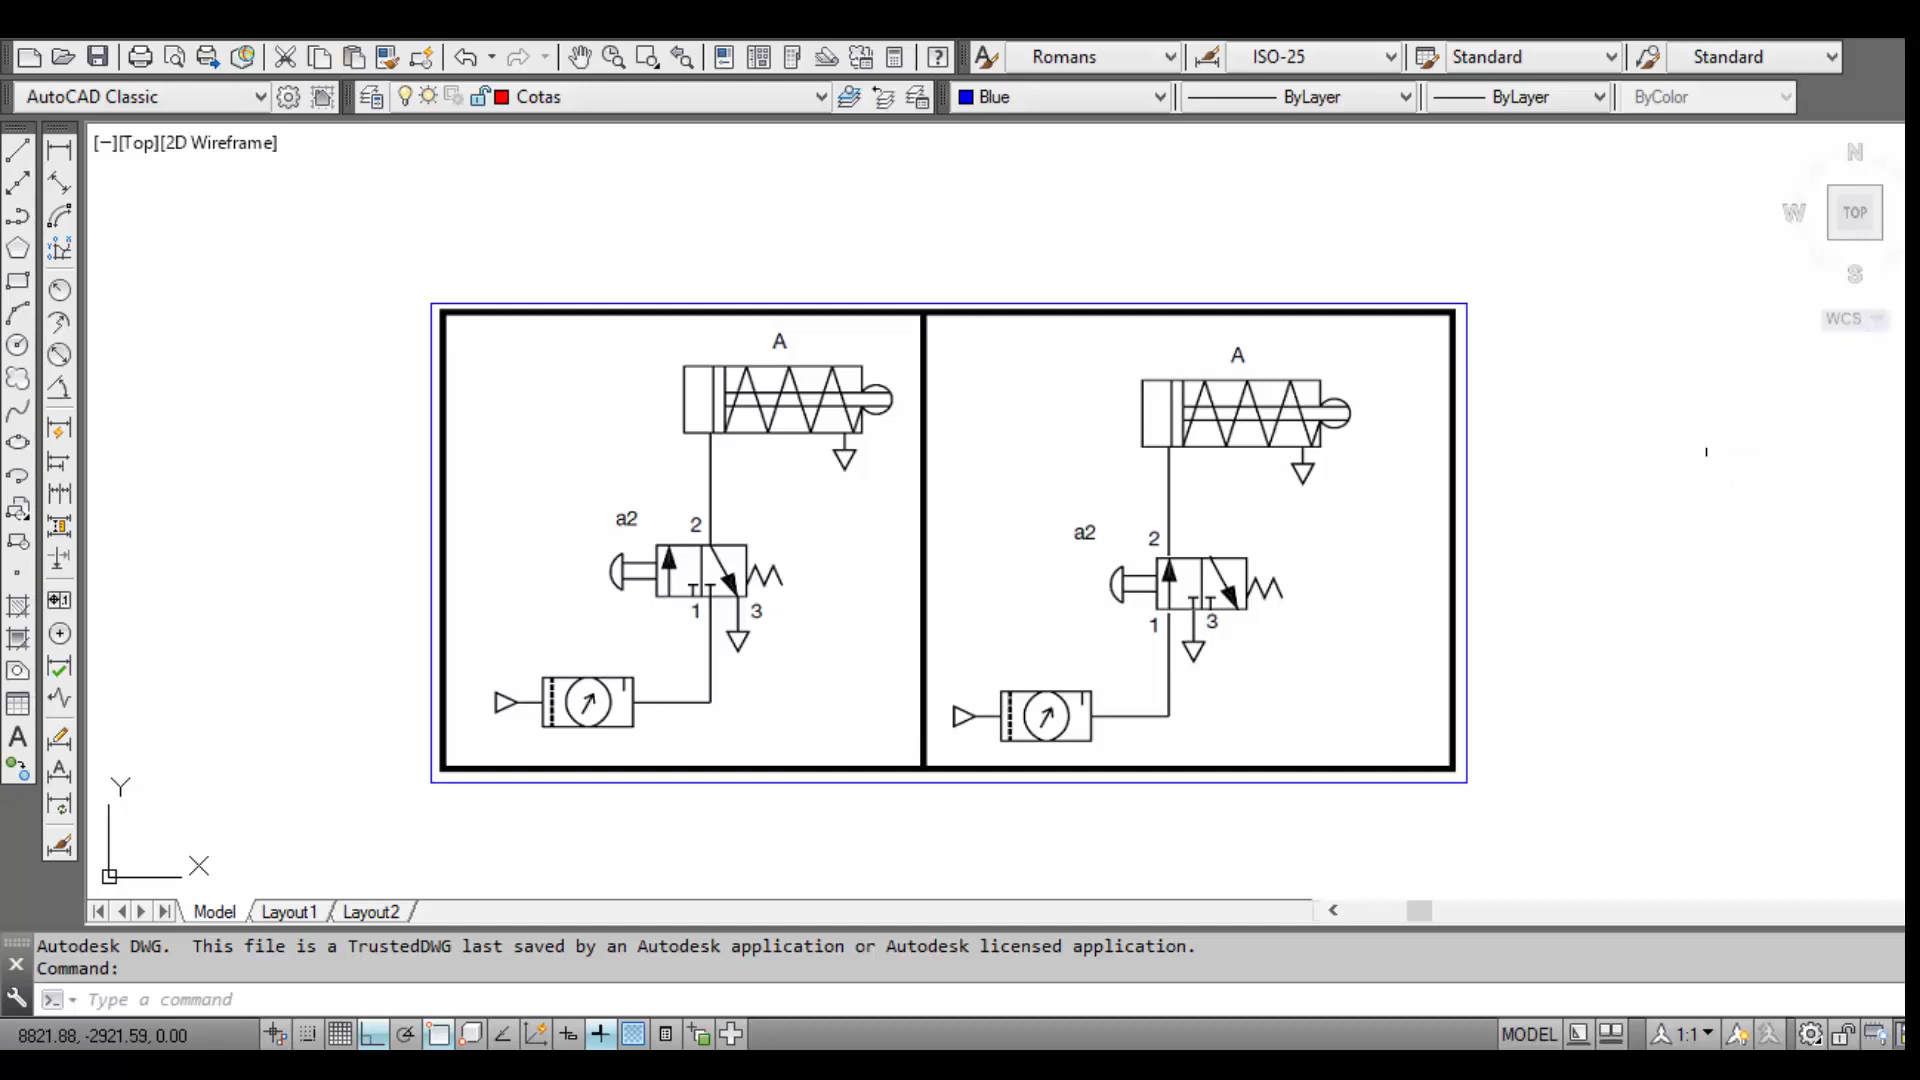 Romans ISO-25 Standard Standard
AutoCAD Classic Cotas Blue ByLayer ByLayer ByColor
[−][Top][2D Wireframe]
N
W TOP
S
WCS
A
A
a2 2
a2 2
1 3
1 3
A
Y
X
Model Layout1 Layout2
Autodesk DWG. This file is a TrustedDWG last saved by an Autodesk application or Autodesk licensed application.
Command:
Type a command
8821.88, -2921.59, 0.00 MODEL 1:1